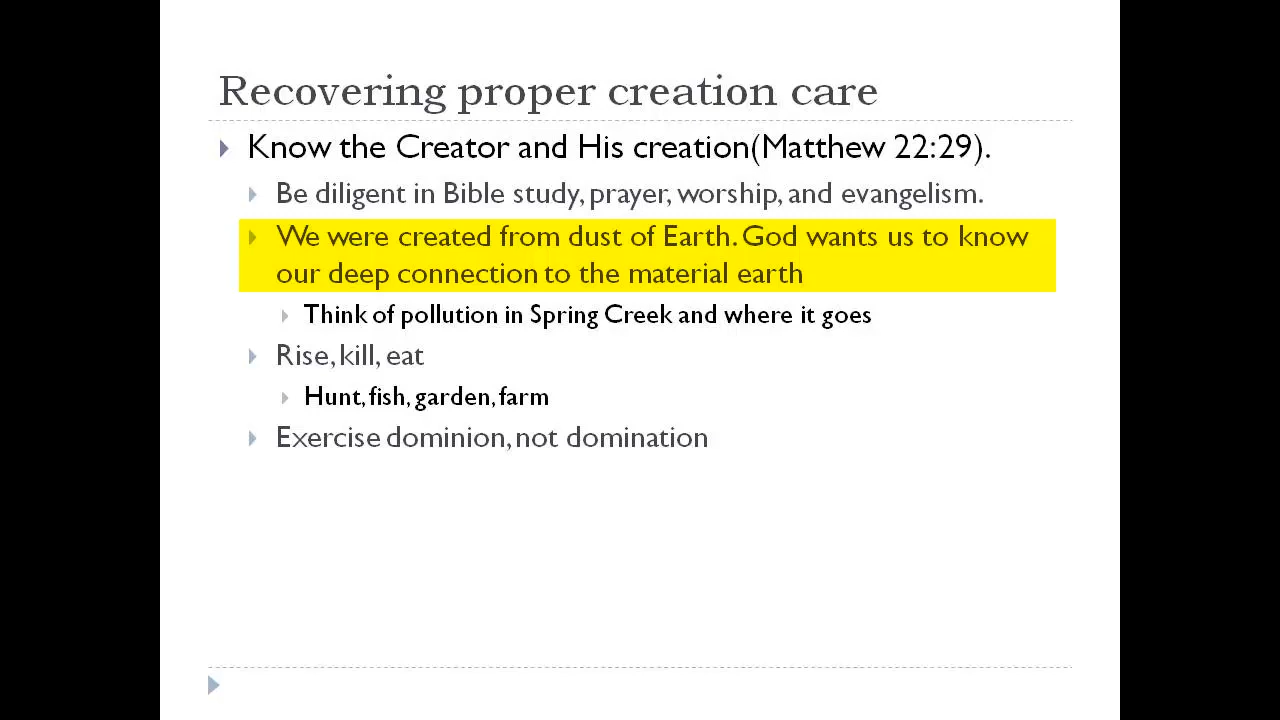 Recovering proper creation care
Know the Creator and His creation(Matthew 22:29).
Be diligent in Bible study, prayer, worship, and evangelism.
We were created from dust of Earth. God wants us to know
our deep connection to the material earth
Think of pollution in Spring Creek and where it goes
Rise, kill, eat
Hunt, fish, garden, farm
Exercise dominion, not domination